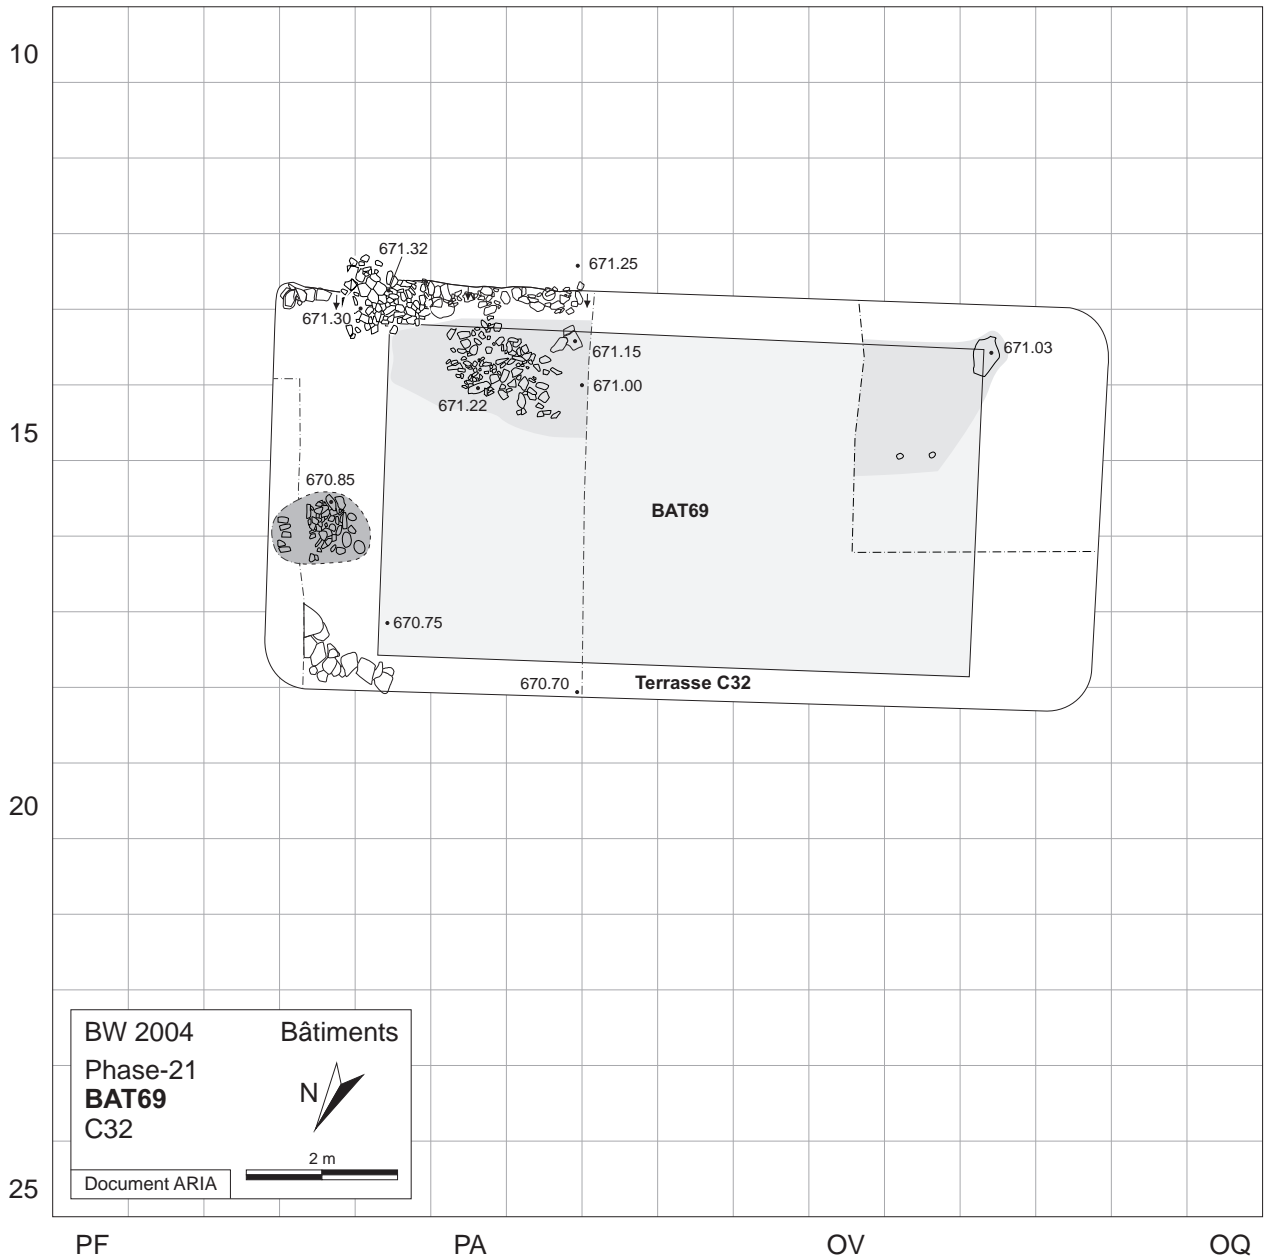 10
671.32
671.25
671.30
671.15
671.03
671.00
671.22
15
670.85
BAT69
670.75
670.70
Terrasse C32
20
BW 2004
Bâtiments
Phase-21
BAT69
N
C32
2 m
Document ARIA
25
PF
PA
OV
OQ